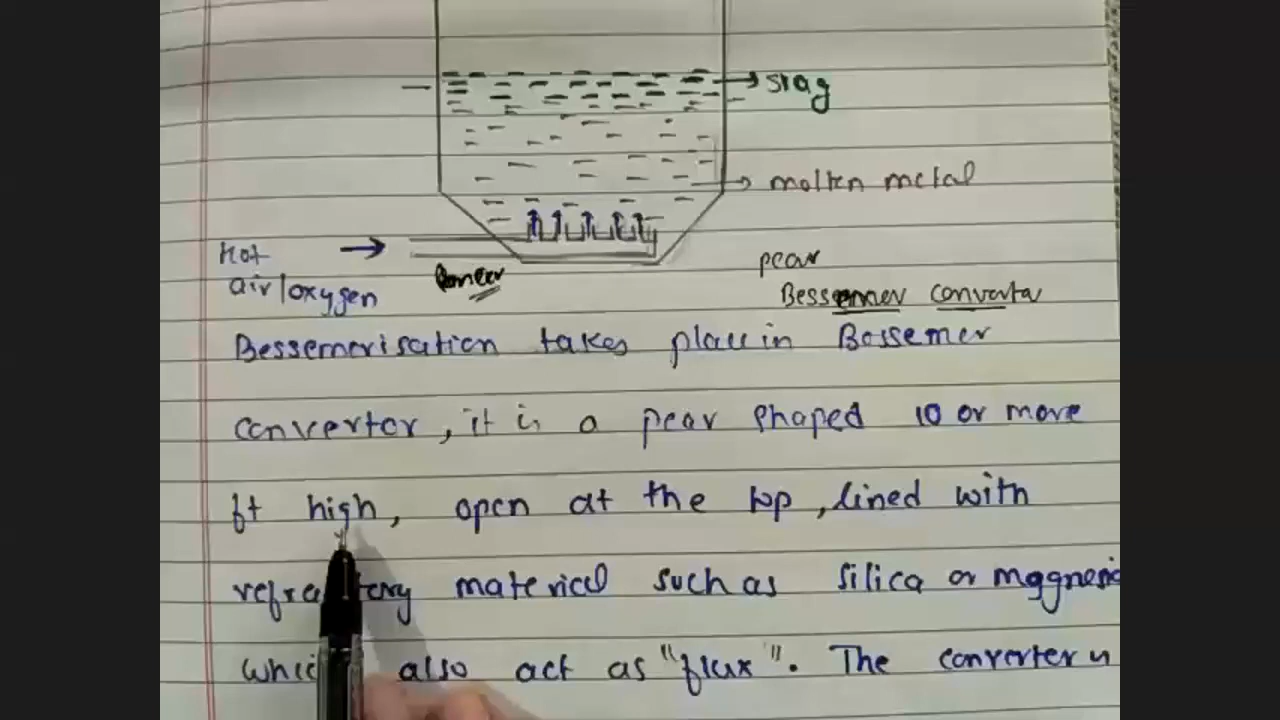 slag
molten metal
Hot
air/oxygen
pear
Bessemer converter
Bessemerisation takes place in Bessemer
convertor, it is a pear shaped 10 or more
ft high, open at the top, lined with
material such as silica or magnesia
also act as "flux". The converter is